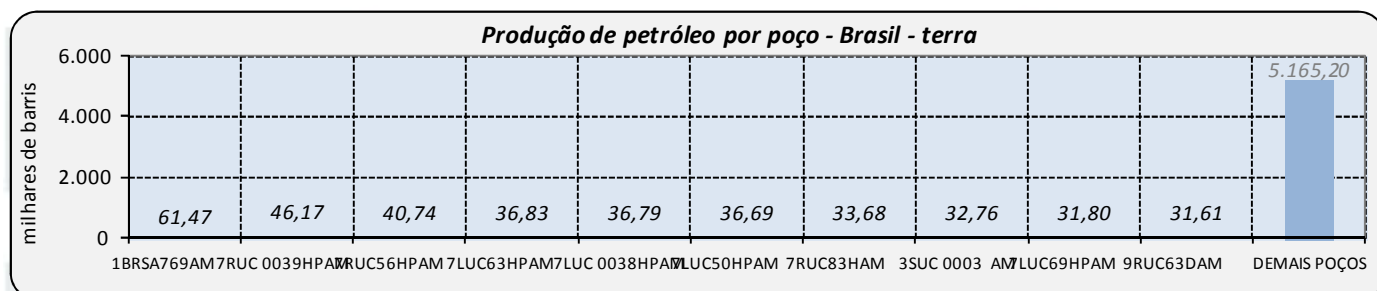 Produção de petróleo por poço - Brasil - terra
milhares de barris
6.000
4.000
2.000
0
5.165,20
61,47 46,17 40,74 36,83 36,79 36,69 33,68 32,76 31,80 31,61
1BRSA769AM 7RUC 0039HPAM 7RUC56HPAM 7LUC63HPAM 7LUC 0038HPAM 7LUC50HPAM 7RUC83HAM 3SUC 0003 AM 7LUC69HPAM 9RUC63DAM DEMAIS POÇOS